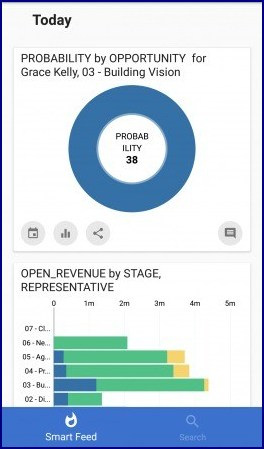 Today
PROBABILITY by OPPORTUNITY for
Grace Kelly, 03 - Building Vision
PROBAB
ILITY
38
OPEN_REVENUE by STAGE,
REPRESENTATIVE
0 1m 2m 3m 4m 5m
07 - Cl...
06 - Ne...
05 - Ag...
04 - Pr...
03 - Bu...
02 - Di...
Smart Feed Search